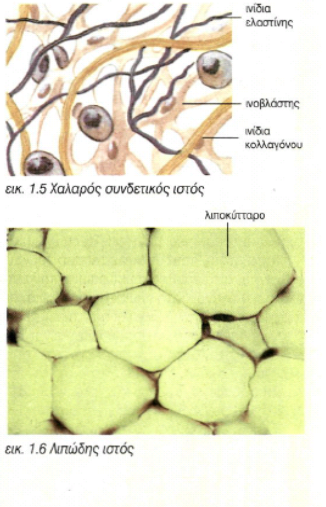 ινίδια
ελαστίνης
ινοβλάστης
ινίδια
κολλαγόνου
εικ. 1.5 Χαλαρός συνδετικός ιστός
λιποκύτταρο
εικ. 1.6 Λιπώδης ιστός